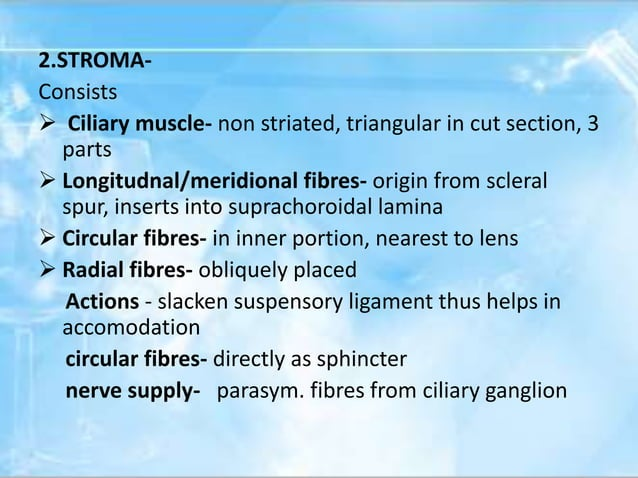 2.STROMA-
Consists
➢ Ciliary muscle- non striated, triangular in cut section, 3
parts
➢ Longitudnal/meridional fibres- origin from scleral
spur, inserts into suprachoroidal lamina
➢ Circular fibres- in inner portion, nearest to lens
➢ Radial fibres- obliquely placed
Actions - slacken suspensory ligament thus helps in
accomodation
circular fibres- directly as sphincter
nerve supply- parasym. fibres from ciliary ganglion